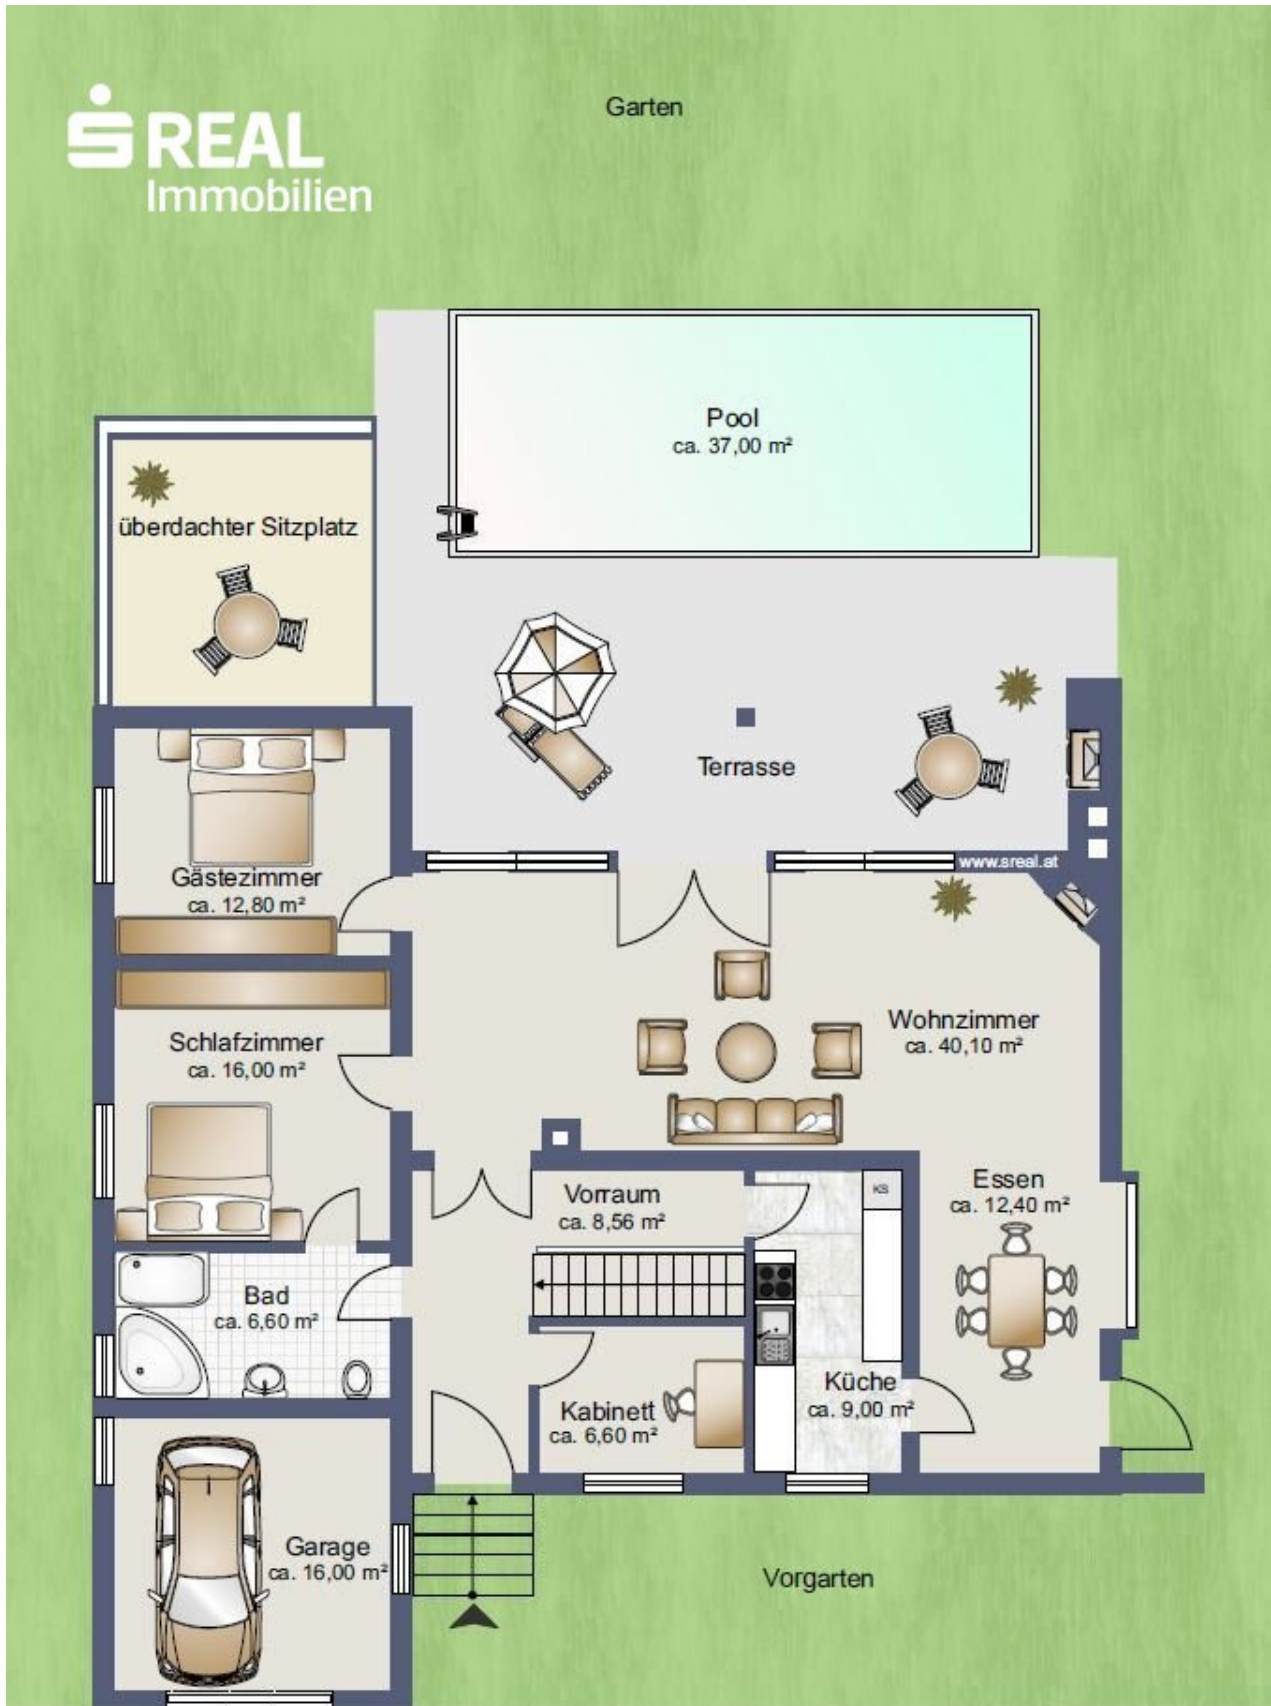 Garten
S REAL
Immobilien
Pool
ca. 37,00 m²
überdachter Sitzplatz
Terrasse
www.sreal.at
Gästezimmer
ca. 12,80 m²
Wohnzimmer
ca. 40,10 m²
Schlafzimmer
ca. 16,00 m²
Essen
ca. 12,40 m²
Vorraum
ca. 8,56 m²
KS
Bad
ca. 6,60 m²
Küche
ca. 9,00 m²
Kabinett
ca. 6,60 m²
Garage
ca. 16,00 m²
Vorgarten